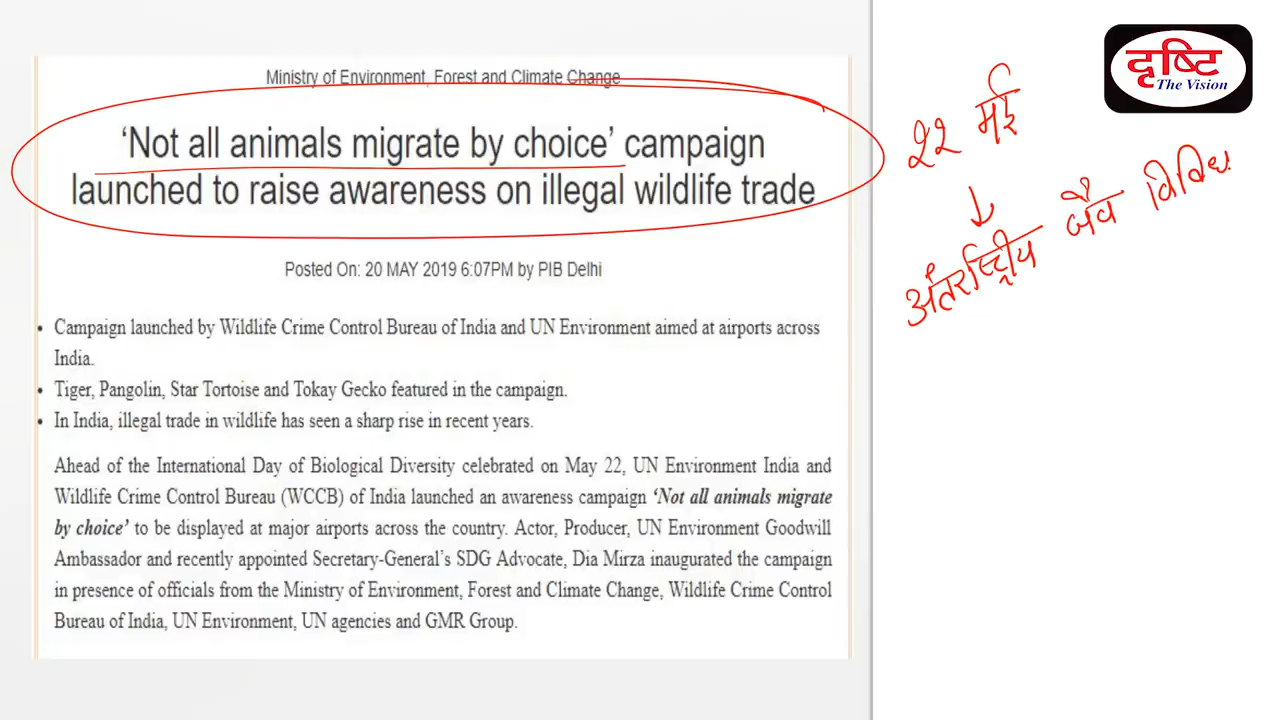 Ministry of Environment, Forest and Climate Change
‘Not all animals migrate by choice’ campaign
launched to raise awareness on illegal wildlife trade
Posted On: 20 MAY 2019 6:07PM by PIB Delhi
• Campaign launched by Wildlife Crime Control Bureau of India and UN Environment aimed at airports across
India.
• Tiger, Pangolin, Star Tortoise and Tokay Gecko featured in the campaign.
• In India, illegal trade in wildlife has seen a sharp rise in recent years.
Ahead of the International Day of Biological Diversity celebrated on May 22, UN Environment India and
Wildlife Crime Control Bureau (WCCB) of India launched an awareness campaign ‘Not all animals migrate
by choice’ to be displayed at major airports across the country. Actor, Producer, UN Environment Goodwill
Ambassador and recently appointed Secretary-General’s SDG Advocate, Dia Mirza inaugurated the campaign
in presence of officials from the Ministry of Environment, Forest and Climate Change, Wildlife Crime Control
Bureau of India, UN Environment, UN agencies and GMR Group.
दृष्टि
The Vision
22 मई
↓
अंतर्राष्ट्रीय जैव विविध